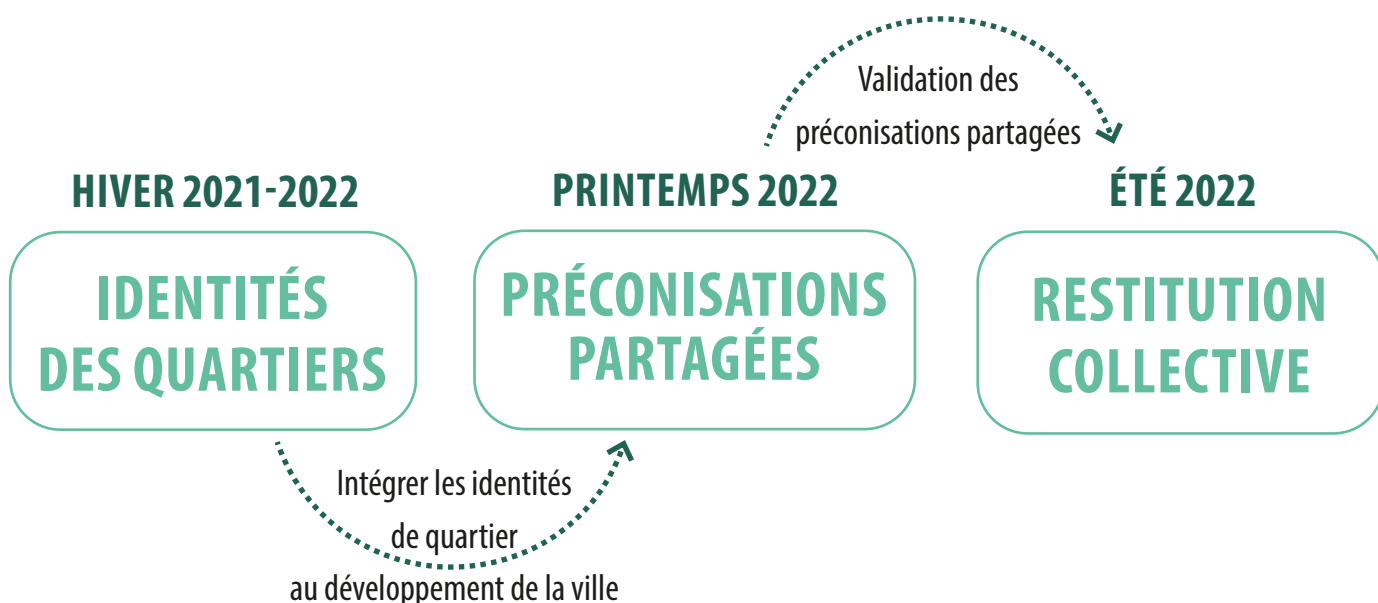 Validation des
préconisations partagées
HIVER 2021-2022
PRINTEMPS 2022
ÉTÉ 2022
IDENTITÉS
DES QUARTIERS
PRÉCONISATIONS
PARTAGÉES
RESTITUTION
COLLECTIVE
Intégrer les identités
de quartier
au développement de la ville